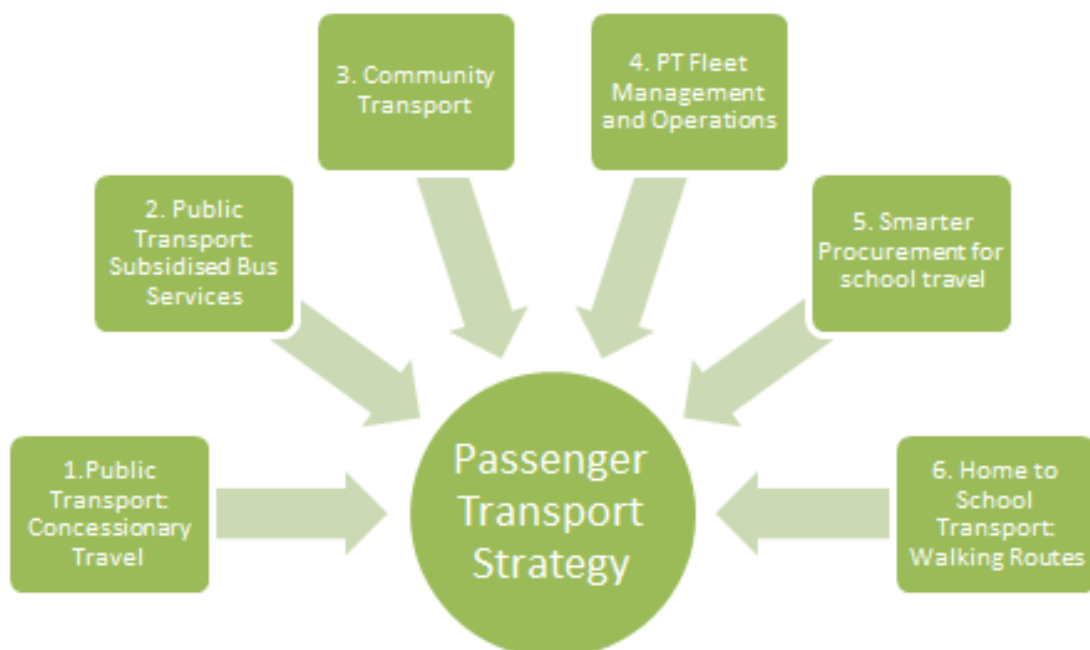 1.Public
Transport:
Concessionary
Travel
2. Public
Transport:
Subsidised Bus
Services
3. Community
Transport
4. PT Fleet
Management
and Operations
5. Smarter
Procurement for
school travel
6. Home to
School
Transport:
Walking Routes
Passenger
Transport
Strategy